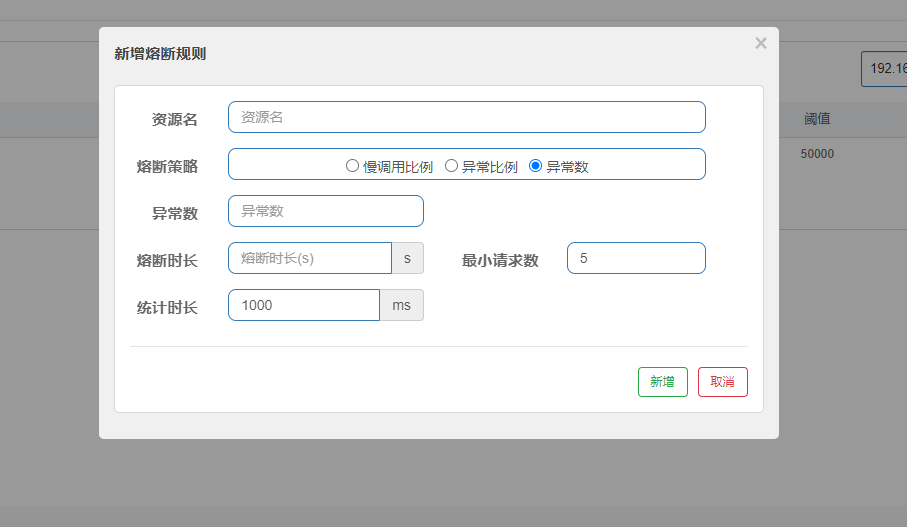 新增熔断规则 ×
192.16
资源名 资源名
阈值
熔断策略 慢调用比例 异常比例 异常数
50000
异常数 异常数
熔断时长 熔断时长(s) s 最小请求数 5
统计时长 1000 ms
新增 取消